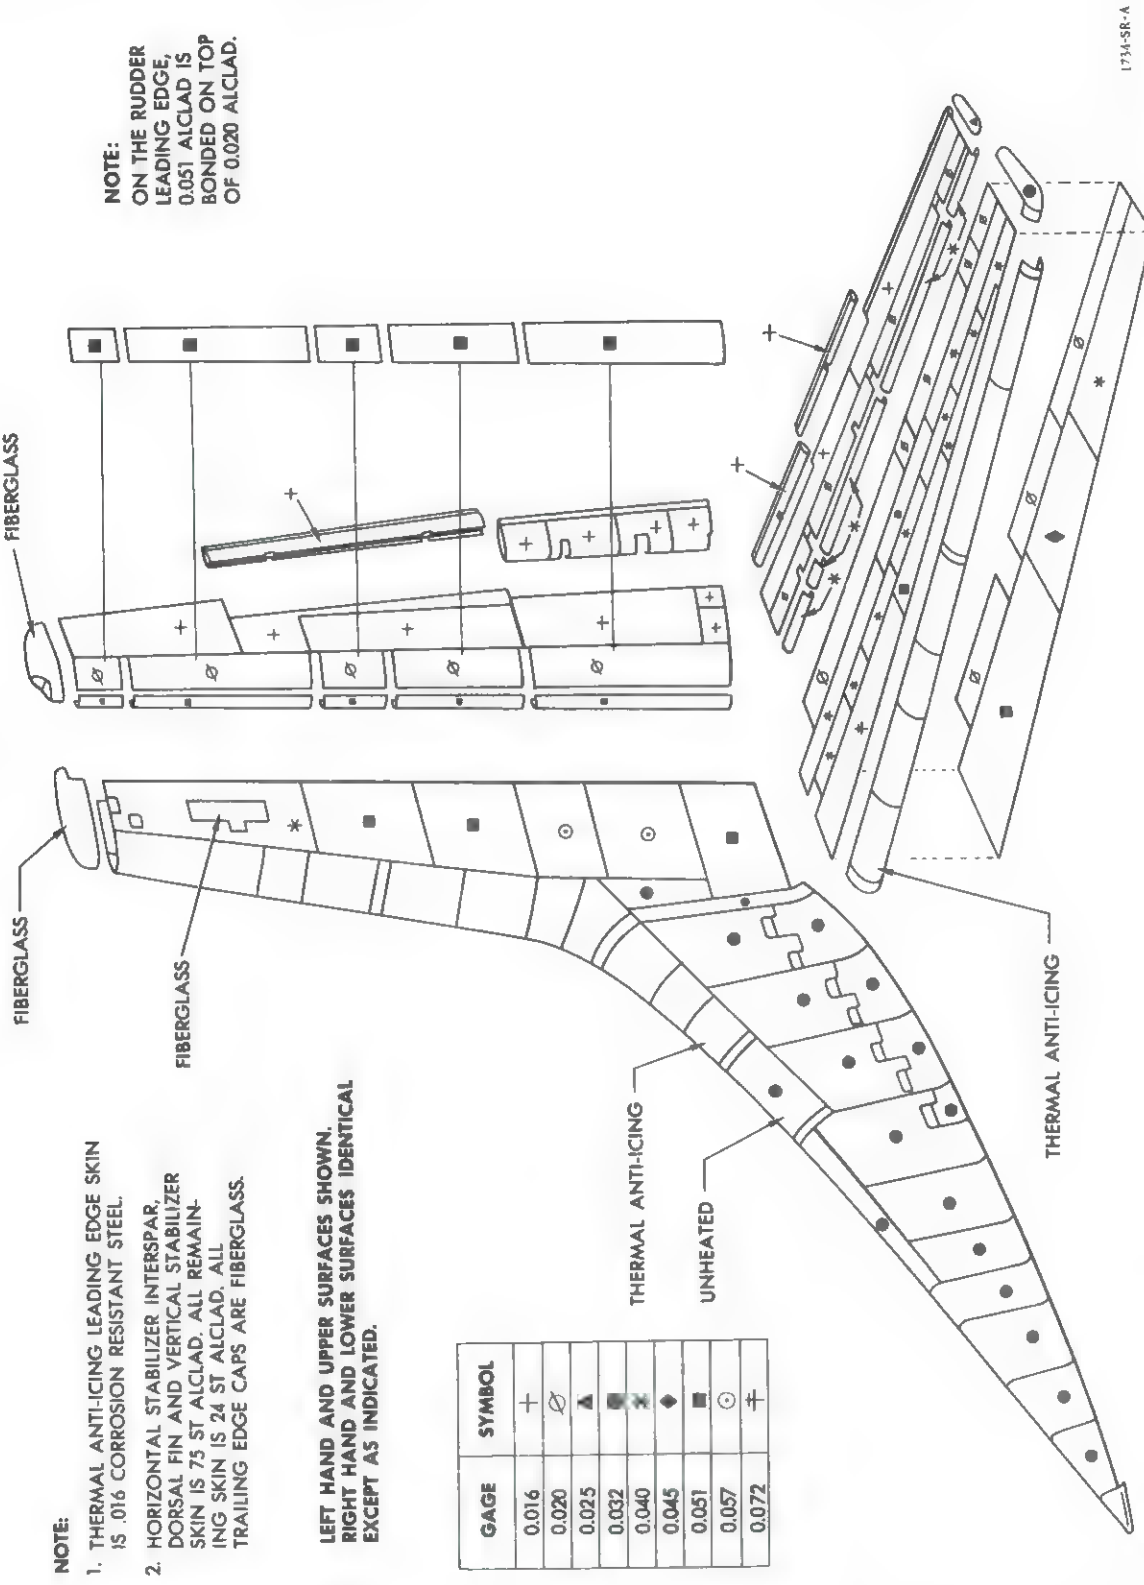 NOTE:
1. THERMAL ANTI-ICING LEADING EDGE SKIN
IS .016 CORROSION RESISTANT STEEL.
2. HORIZONTAL STABILIZER INTERSPAR,
DORSAL FIN AND VERTICAL STABILIZER
SKIN IS 75 ST ALCLAD. ALL REMAIN-
ING SKIN IS 24 ST ALCLAD. ALL
TRAILING EDGE CAPS ARE FIBERGLASS.
LEFT HAND AND UPPER SURFACES SHOWN.
RIGHT HAND AND LOWER SURFACES IDENTICAL
EXCEPT AS INDICATED.
GAGE SYMBOL
0.016 +
0.020 Ø
0.025 ▲
0.032 ●
0.040 *
0.045 ◆
0.051 ■
0.057 ⊙
0.072 ⧧
FIBERGLASS
FIBERGLASS
FIBERGLASS
THERMAL ANTI-ICING
UNHEATED
THERMAL ANTI-ICING
NOTE:
ON THE RUDDER
LEADING EDGE,
0.051 ALCLAD IS
BONDED ON TOP
OF 0.020 ALCLAD.
L734-SR-A